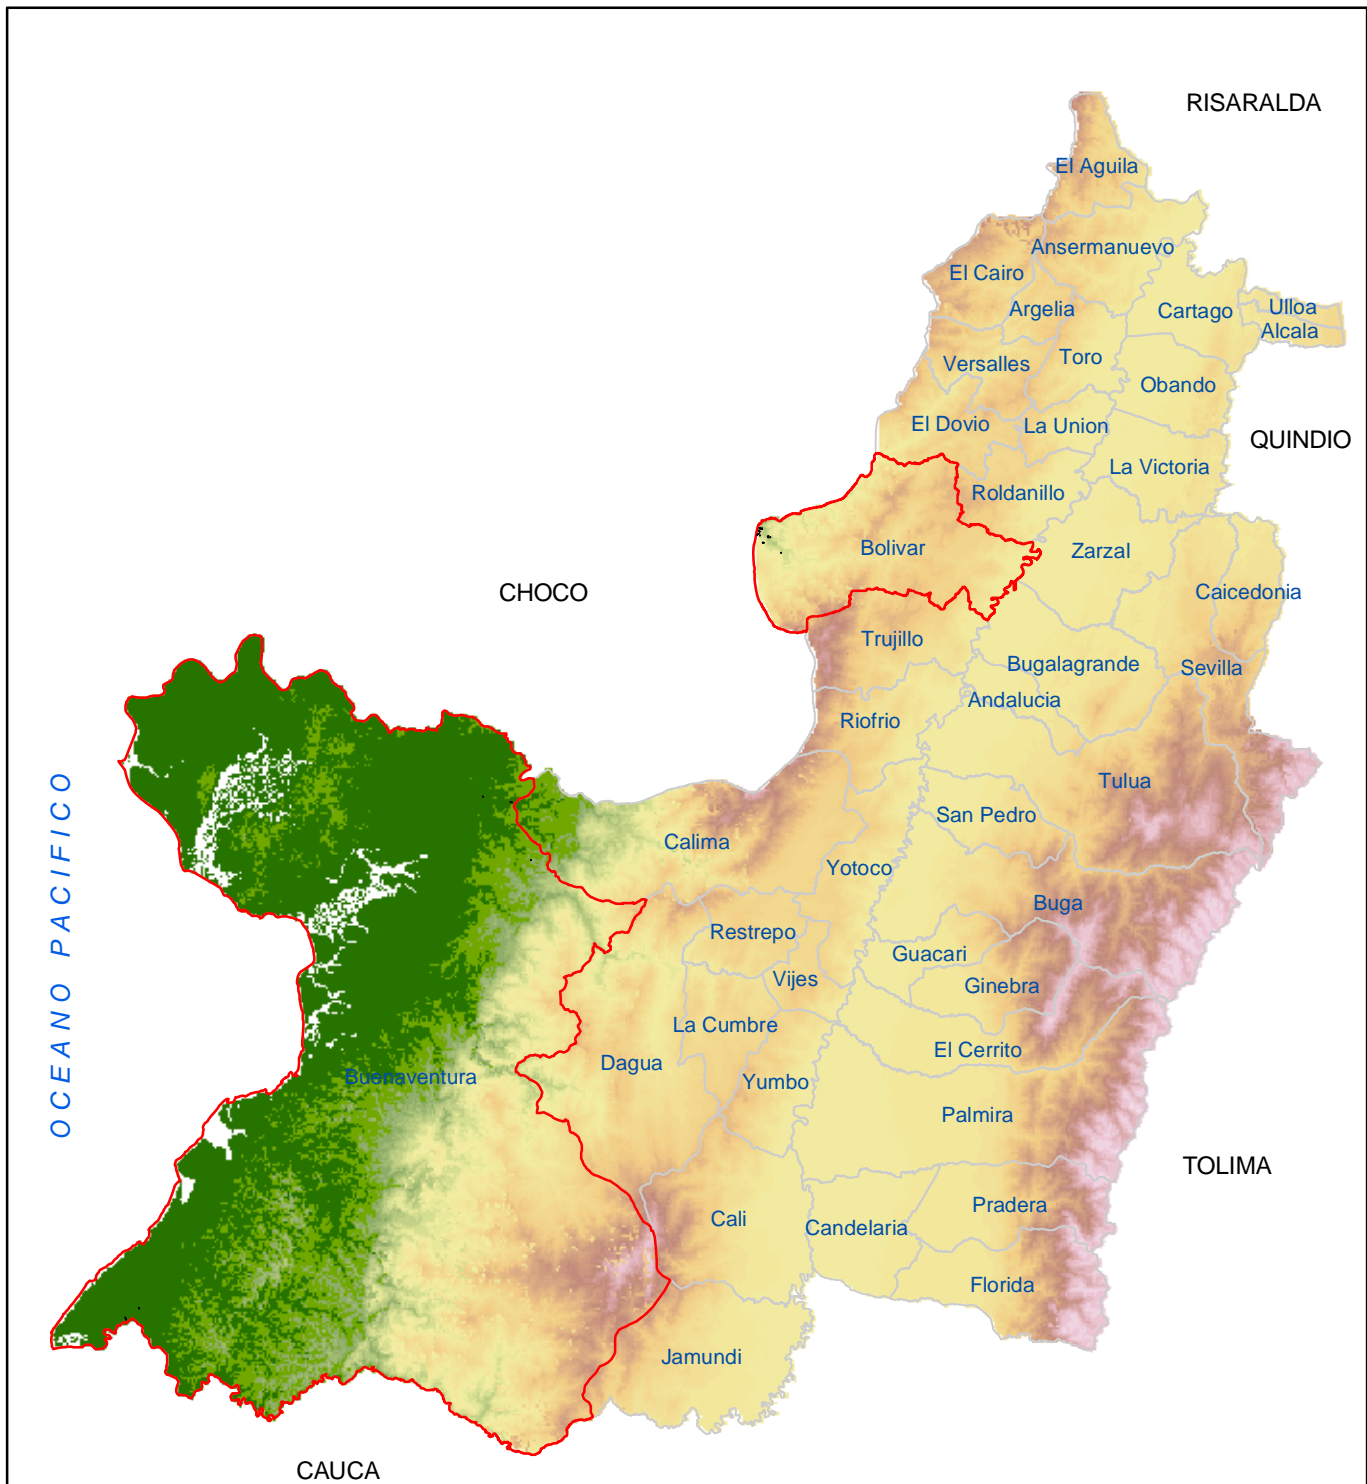 RISARALDA
El Aguila
Ansermanuevo
El Cairo
Argelia
Cartago
Ulloa
Alcala
Versalles
Toro
Obando
El Dovio
La Union
QUINDIO
La Victoria
Roldanillo
Bolivar
Zarzal
CHOCO
Caicedonia
Trujillo
Bugalagrande
Sevilla
Andalucia
Riofrio
Tulua
San Pedro
Calima
Yotoco
OCEANO PACIFICO
Buga
Restrepo
Guacari
Vijes
Ginebra
La Cumbre
El Cerrito
Dagua
Buenaventura
Yumbo
Palmira
TOLIMA
Pradera
Cali
Candelaria
Florida
Jamundi
CAUCA